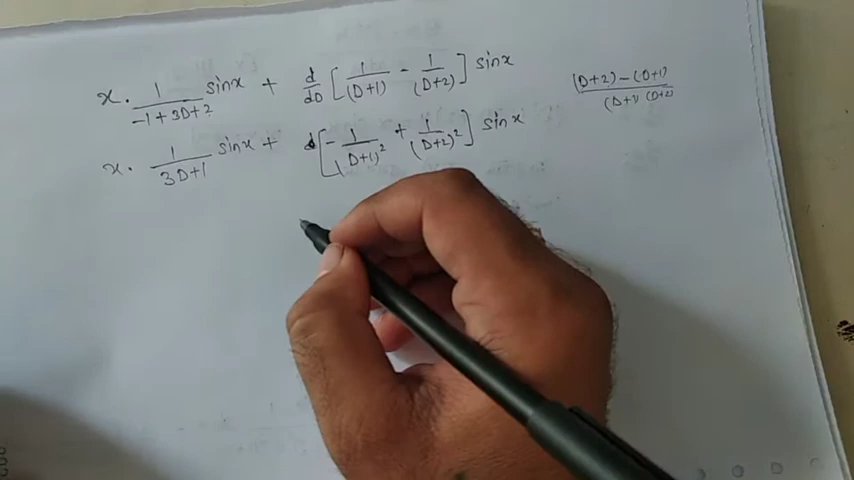 x. 1/(-1+3D+2) sinx + d/dD [1/(D+1) - 1/(D+2)] sinx
(D+2)-(D+1)/(D+1)(D+2)
x. 1/(3D+1) sinx + [-1/(D+1)² + 1/(D+2)²] sinx